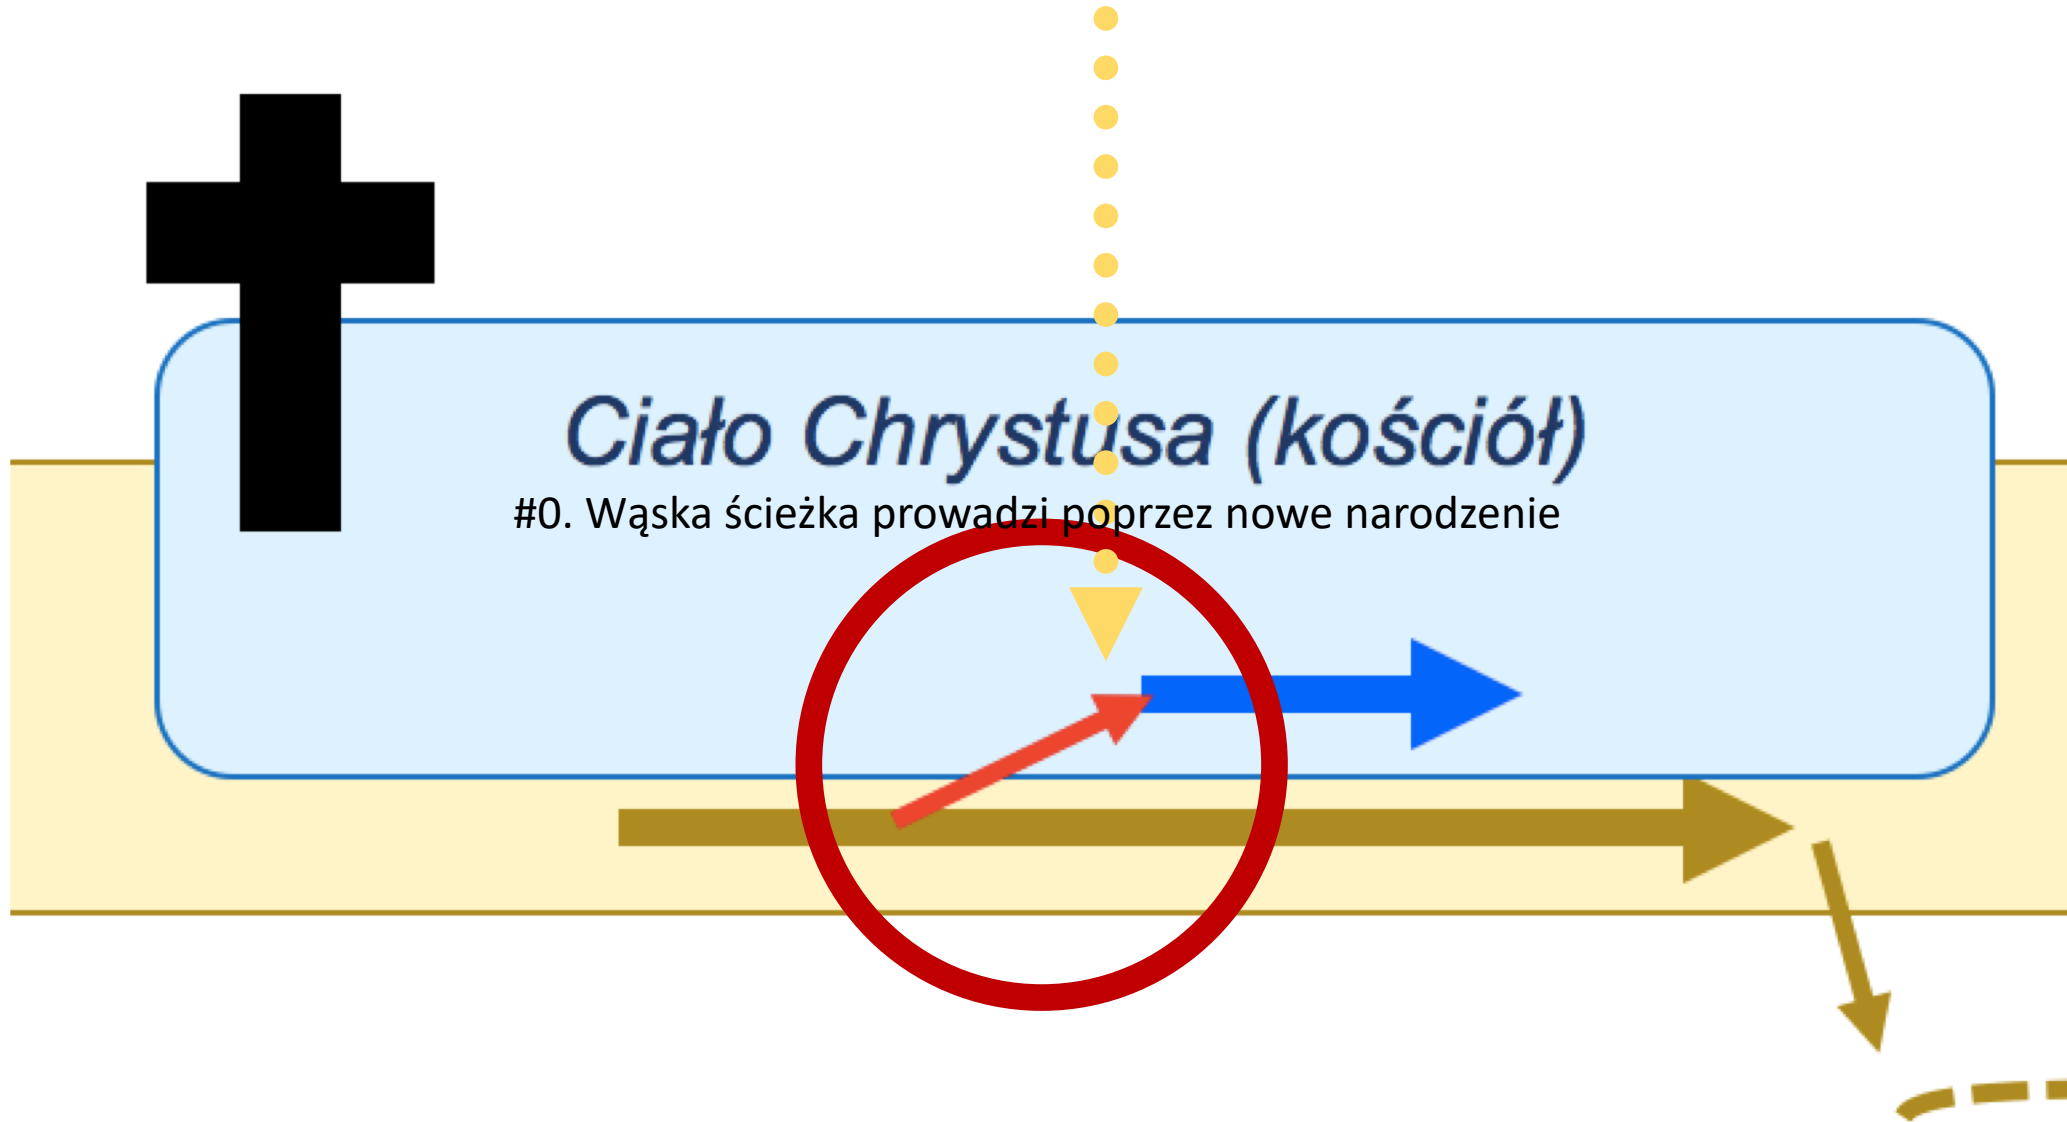 Ciało Chrystusa (kościół)
#0. Wąska ścieżka prowadzi poprzez nowe narodzenie